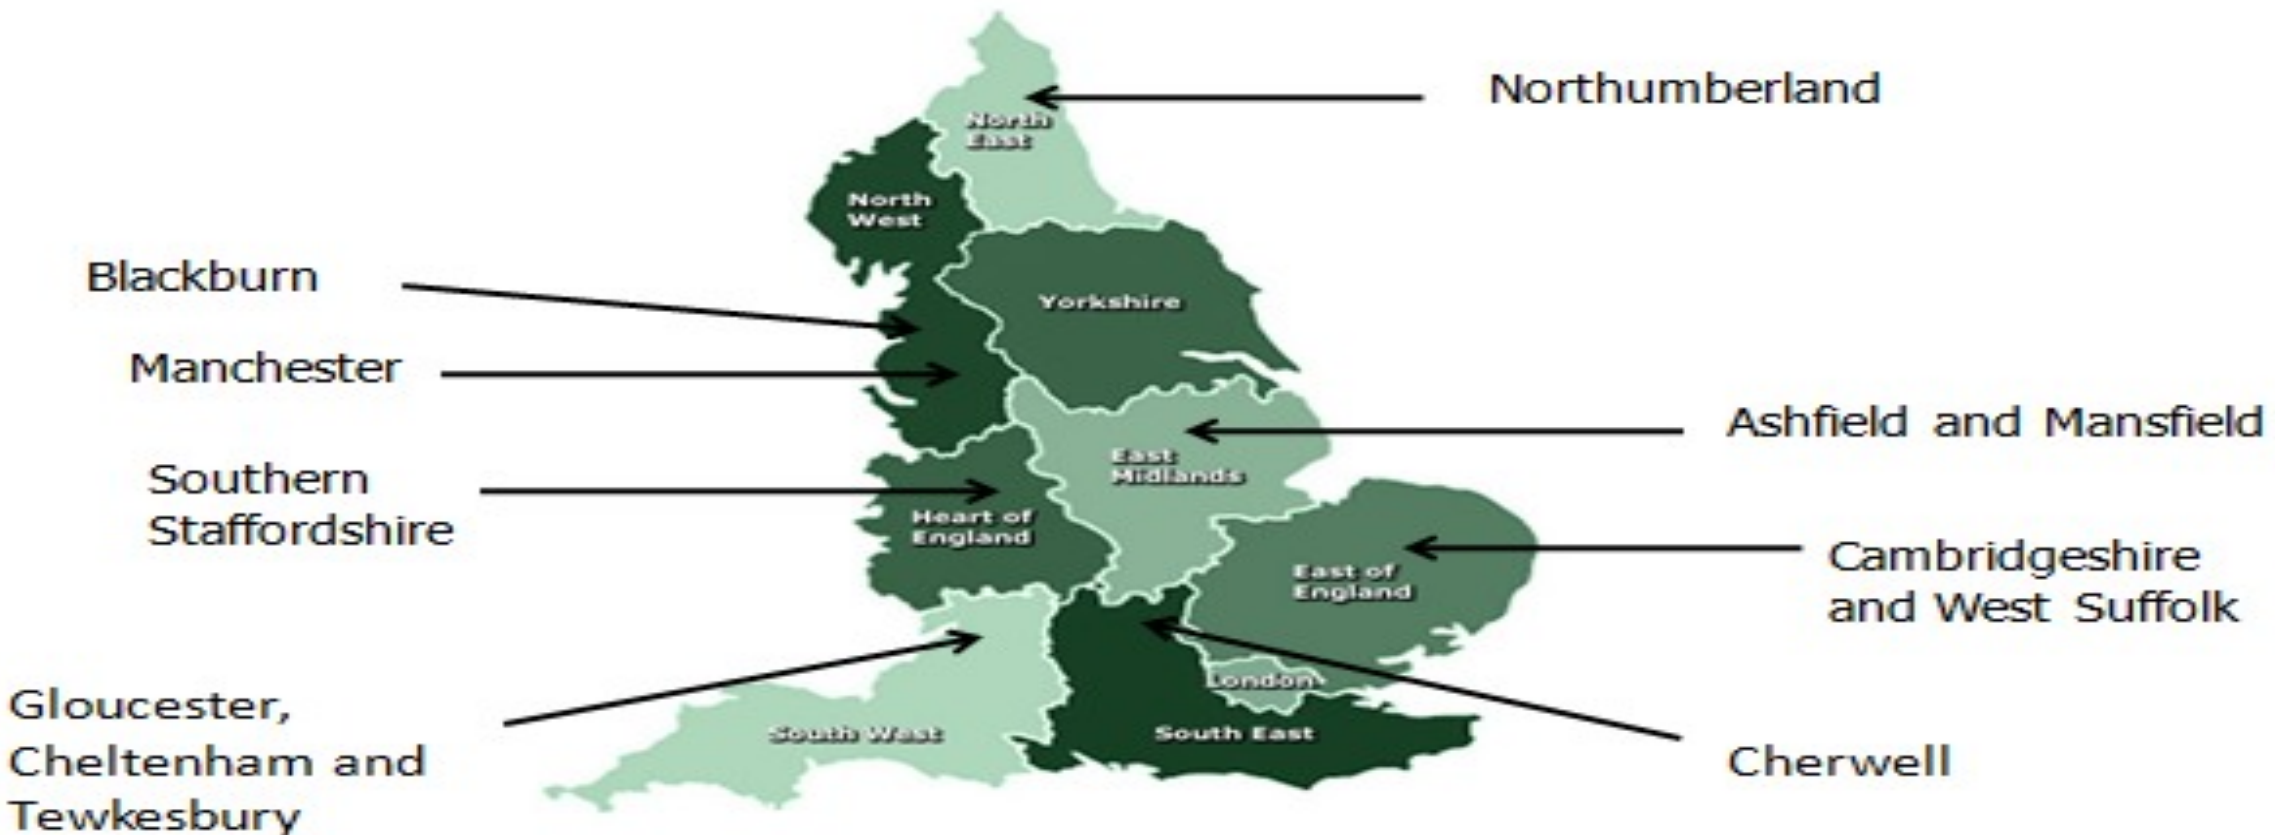 Northumberland
North
East
North
West
Blackburn
Yorkshire
Manchester
Ashfield and Mansfield
East
Midlands
Southern
Staffordshire
Heart of
England
Cambridgeshire
and West Suffolk
East of
England
London
Gloucester,
Cheltenham and
Tewkesbury
South West
South East
Cherwell